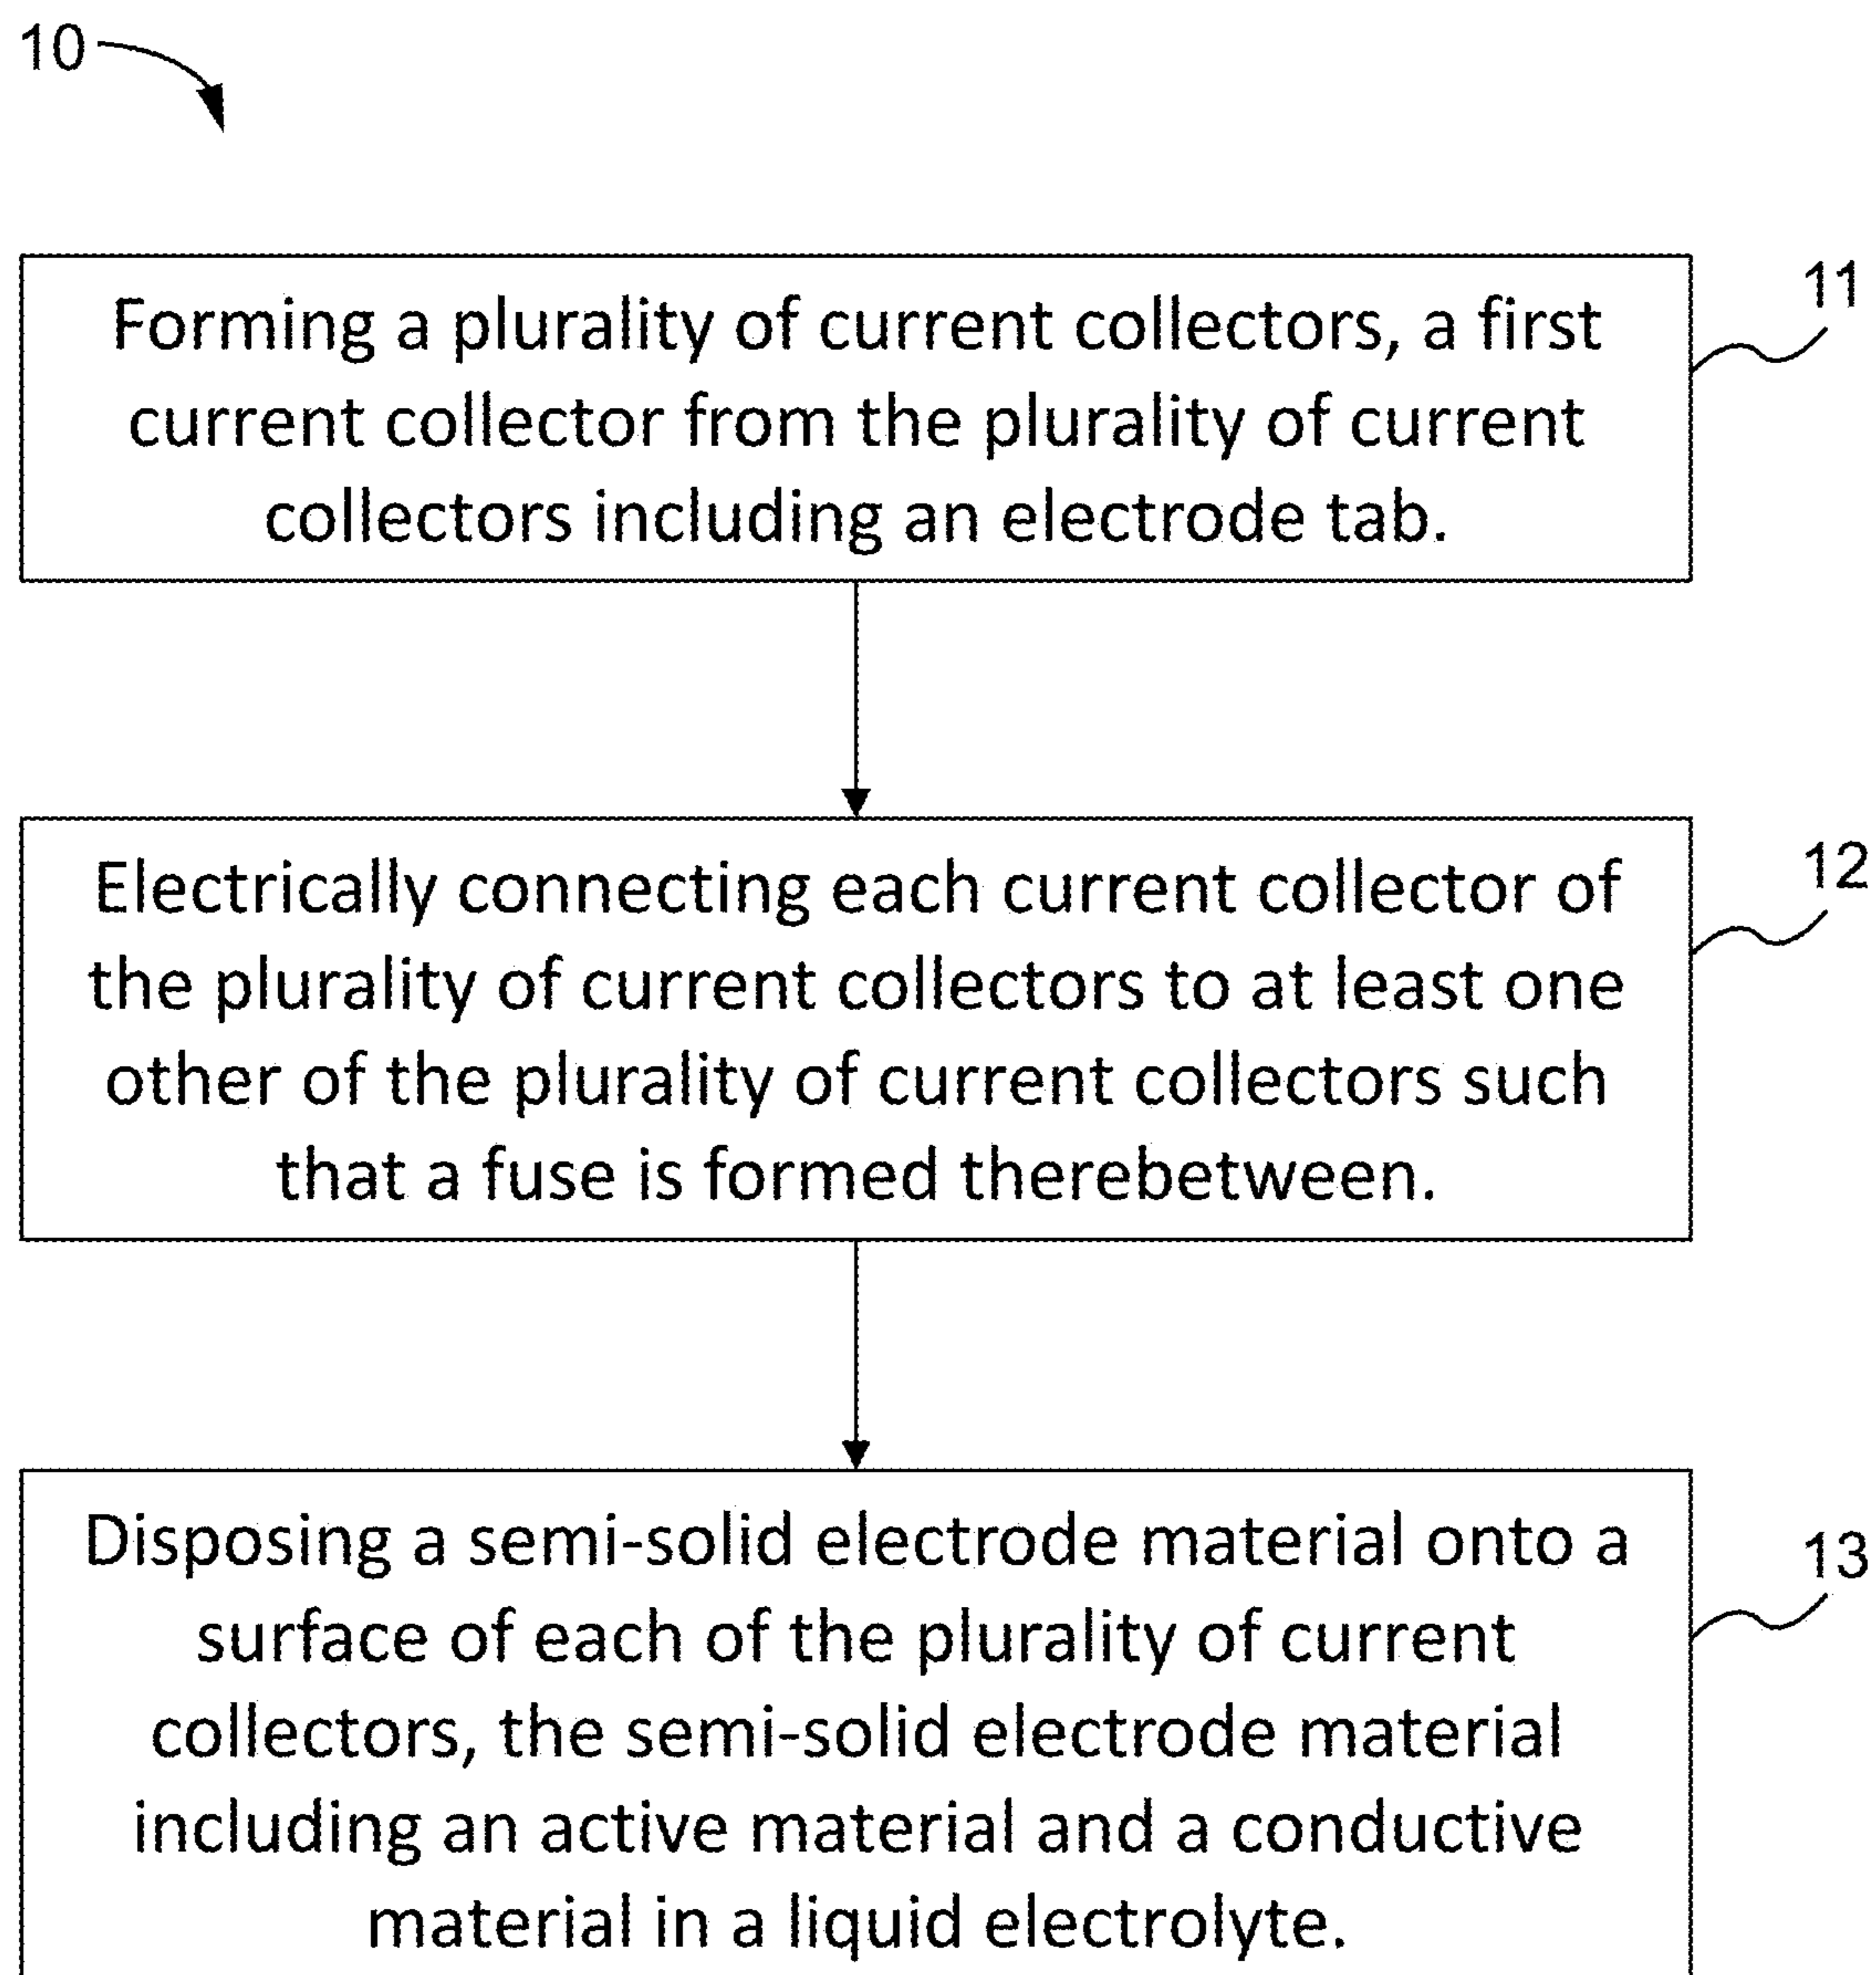 10
11
Forming a plurality of current collectors, a first
current collector from the plurality of current
collectors including an electrode tab.
12
Electrically connecting each current collector of
the plurality of current collectors to at least one
other of the plurality of current collectors such
that a fuse is formed therebetween.
13
Disposing a semi-solid electrode material onto a
surface of each of the plurality of current
collectors, the semi-solid electrode material
including an active material and a conductive
material in a liquid electrolyte.